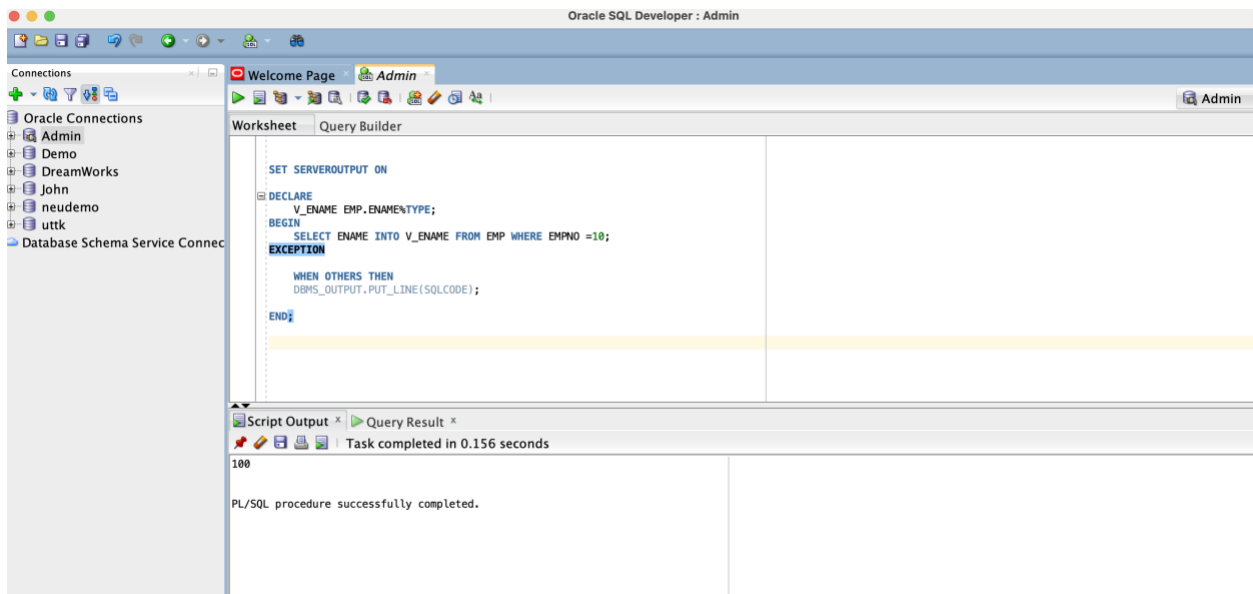 Oracle SQL Developer : Admin
Connections
Welcome Page
Admin
Admin
Oracle Connections
Admin
Demo
DreamWorks
John
neudemo
uttk
Database Schema Service Connec
Worksheet Query Builder
SET SERVEROUTPUT ON
DECLARE
V_ENAME EMP.ENAME%TYPE;
BEGIN
SELECT ENAME INTO V_ENAME FROM EMP WHERE EMPNO =10;
EXCEPTION
WHEN OTHERS THEN
DBMS_OUTPUT.PUT_LINE(SQLCODE);
END;
Script Output Query Result
Task completed in 0.156 seconds
100
PL/SQL procedure successfully completed.